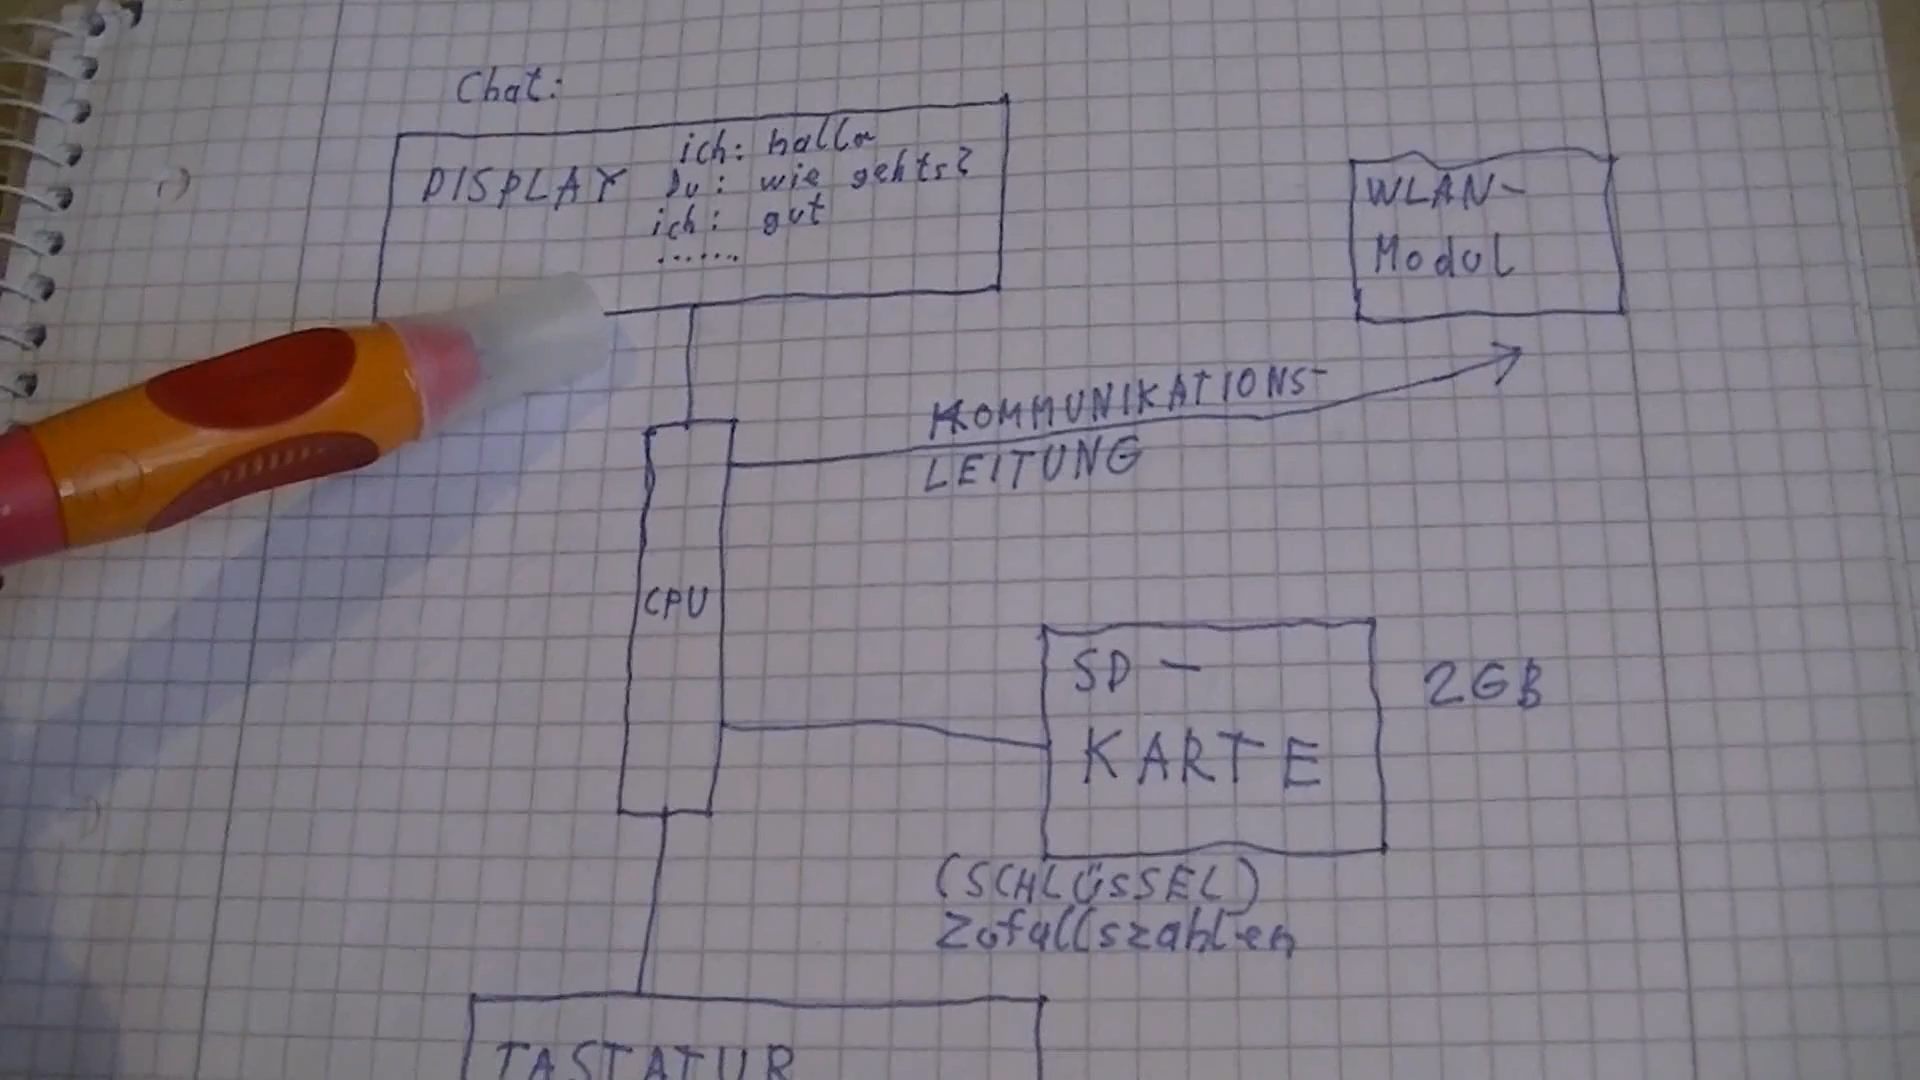 Chat:
DISPLAY
ich: hallo
Du: wie gehts?
ich: gut
.......
WLAN-
Modul
KOMMUNIKATIONS-
LEITUNG
CPU
SD-
KARTE
2GB
(SCHLÜSSEL)
Zufallszahlen
TASTATUR